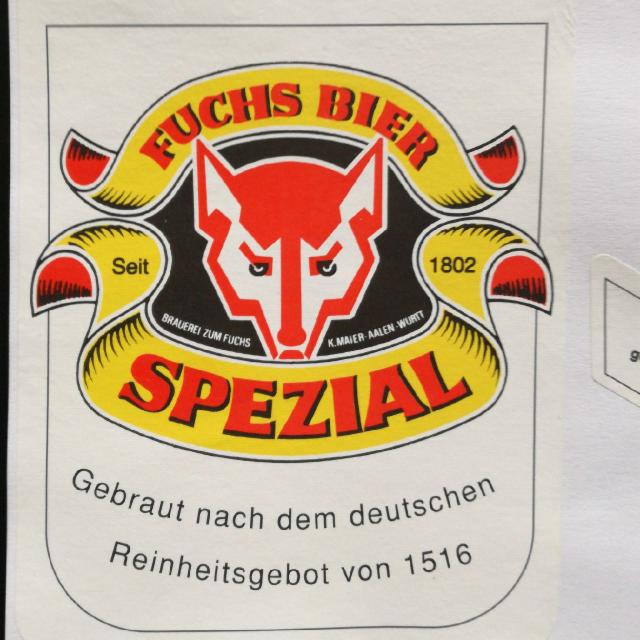 FUCHS BIER
Seit 1802
BRAUEREI ZUM FUCHS K.MAIER-AALEN-WÜRTT
SPEZIAL
Gebraut nach dem deutschen
Reinheitsgebot von 1516